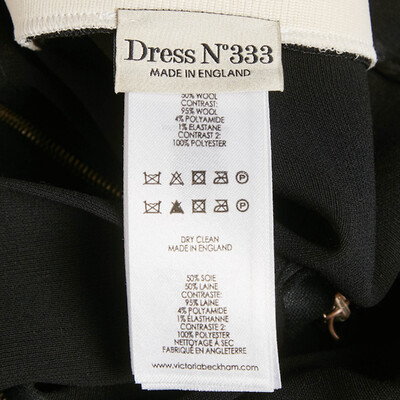 Dress Nº333
MADE IN ENGLAND
50% WOOL
CONTRAST:
95% WOOL
4% POLYAMIDE
1% ELASTANE
CONTRAST 2:
100% POLYESTER
P
P
DRY CLEAN
MADE IN ENGLAND
50% SOIE
50% LAINE
CONTRASTE:
95% LAINE
4% POLYAMIDE
1% ÉLASTHANNE
CONTRASTE 2:
100% POLYESTER
NETTOYAGE À SEC
FABRIQUÉ EN ANGLETERRE
www.victoriabeckham.com